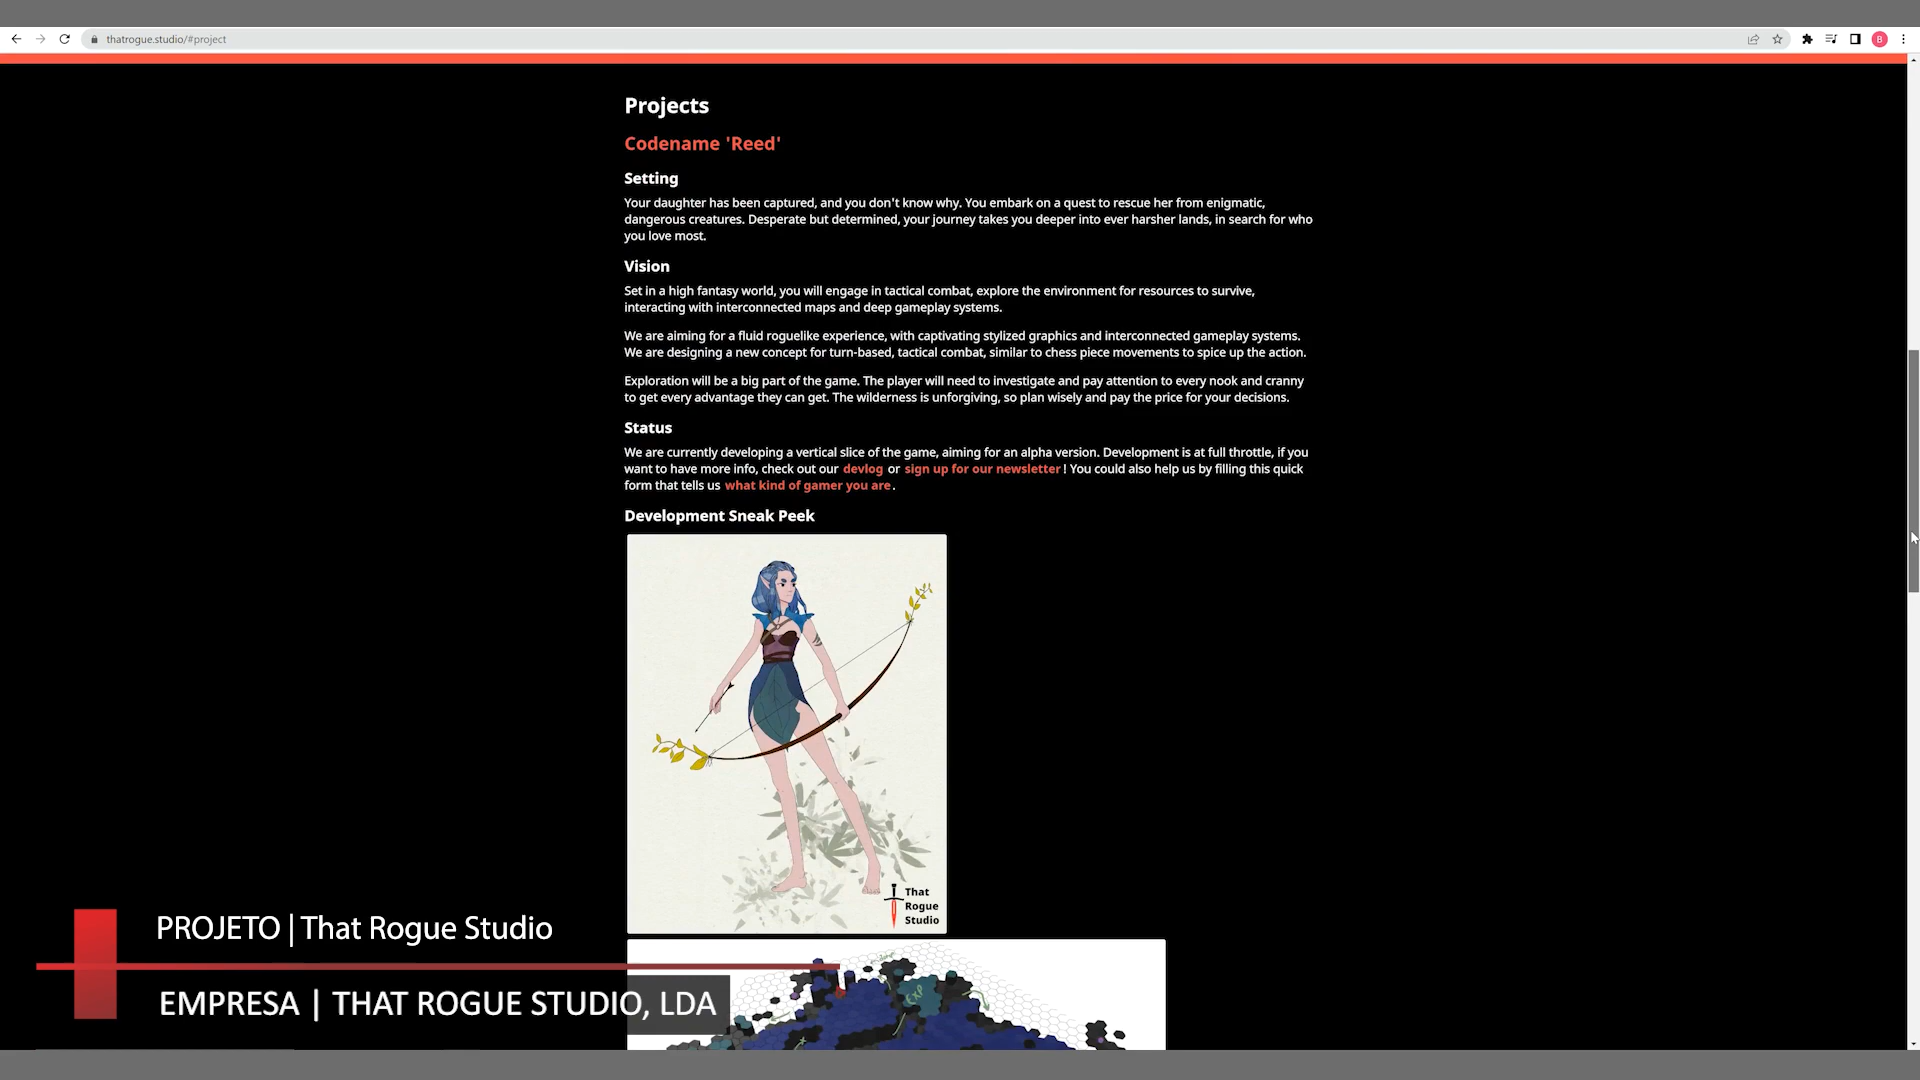 thatrogue.studio/#project
B
Projects
Codename 'Reed'
Setting
Your daughter has been captured, and you don't know why. You embark on a quest to rescue her from enigmatic,
dangerous creatures. Desperate but determined, your journey takes you deeper into ever harsher lands, in search for who
you love most.
Vision
Set in a high fantasy world, you will engage in tactical combat, explore the environment for resources to survive,
interacting with interconnected maps and deep gameplay systems.
We are aiming for a fluid roguelike experience, with captivating stylized graphics and interconnected gameplay systems.
We are designing a new concept for turn-based, tactical combat, similar to chess piece movements to spice up the action.
Exploration will be a big part of the game. The player will need to investigate and pay attention to every nook and cranny
to get every advantage they can get. The wilderness is unforgiving, so plan wisely and pay the price for your decisions.
Status
We are currently developing a vertical slice of the game, aiming for an alpha version. Development is at full throttle, if you
want to have more info, check out our devlog or sign up for our newsletter! You could also help us by filling this quick
form that tells us what kind of gamer you are.
Development Sneak Peek
That
Rogue
Studio
EXP
PROJETO | That Rogue Studio
EMPRESA | THAT ROGUE STUDIO, LDA